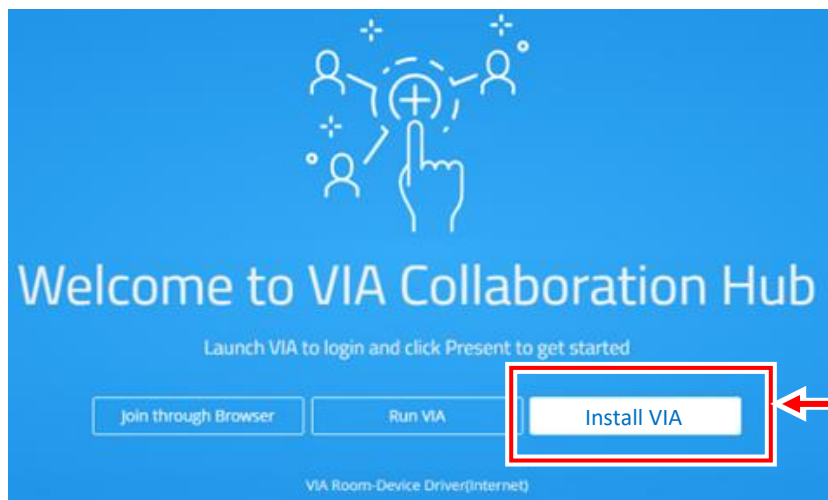 Welcome to VIA Collaboration Hub
Launch VIA to login and click Present to get started
Join through Browser
Run VIA
Install VIA
VIA Room-Device Driver(Internet)